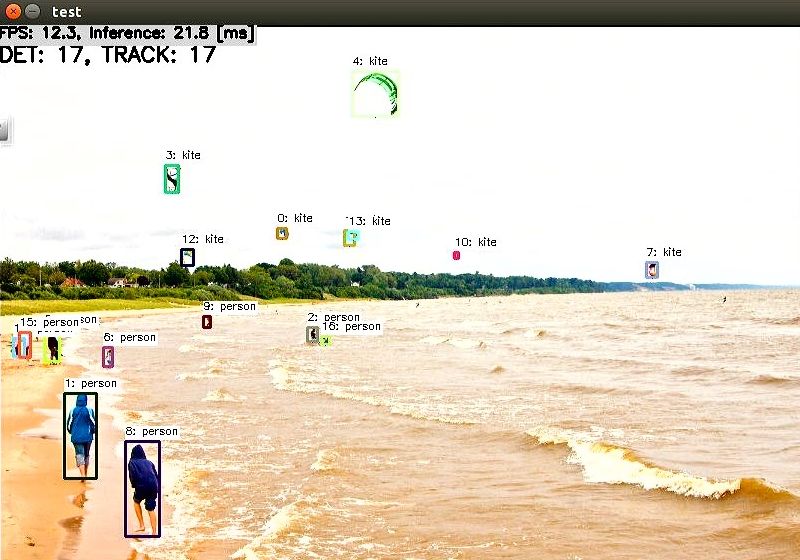 test
FPS: 12.3, Inference: 21.8 [ms]
DET: 17, TRACK: 17
4: kite
3: kite
0: kite
13: kite
12: kite
10: kite
7: kite
9: person
2: person
15: person
16: person
6: person
1: person
8: person